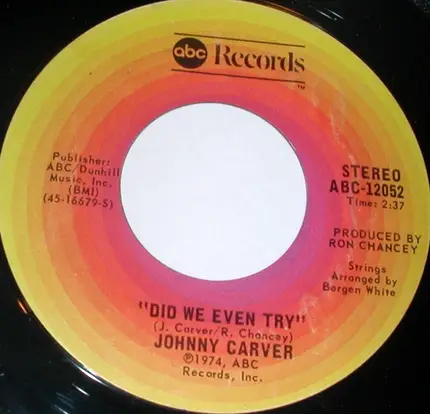 abc Records
TM
Publisher:
ABC/Dunhill
Music, Inc.
(BMI)
(45-16679-S)
STEREO
ABC-12052
Time: 2:37
PRODUCED BY
RON CHANCEY
Strings
Arranged by
Bergen White
"DID WE EVEN TRY"
(J. Carver/R. Chancey)
JOHNNY CARVER
Ⓟ1974, ABC
Records, Inc.